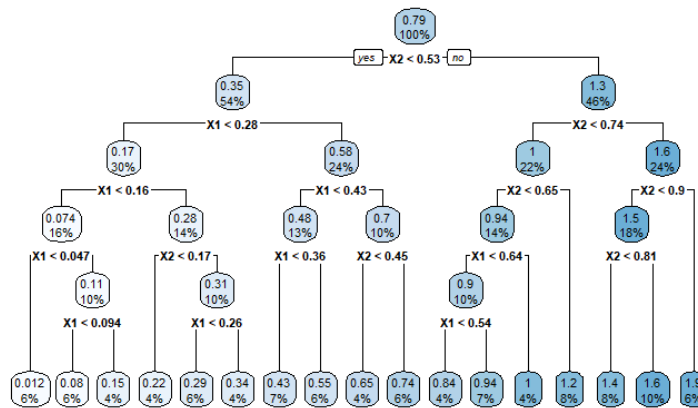 0.79
100%
yes X2 < 0.53 no
0.35 1.3
54% 46%
X1 < 0.28 X2 < 0.74
0.17 0.58 1 1.6
30% 24% 22% 24%
X1 < 0.16 X1 < 0.43 X2 < 0.65 X2 < 0.9
0.074 0.28 0.48 0.7 0.94 1.5
16% 14% 13% 10% 14% 18%
X1 < 0.047 X2 < 0.17 X1 < 0.36 X2 < 0.45 X1 < 0.64 X2 < 0.81
0.11 0.31 0.9
10% 10% 10%
X1 < 0.094 X1 < 0.26 X1 < 0.54
0.012 0.08 0.15 0.22 0.29 0.34 0.43 0.55 0.65 0.74 0.84 0.94 1 1.2 1.4 1.6 1.9
6% 6% 4% 4% 6% 4% 7% 6% 4% 6% 4% 7% 4% 8% 8% 10% 6%